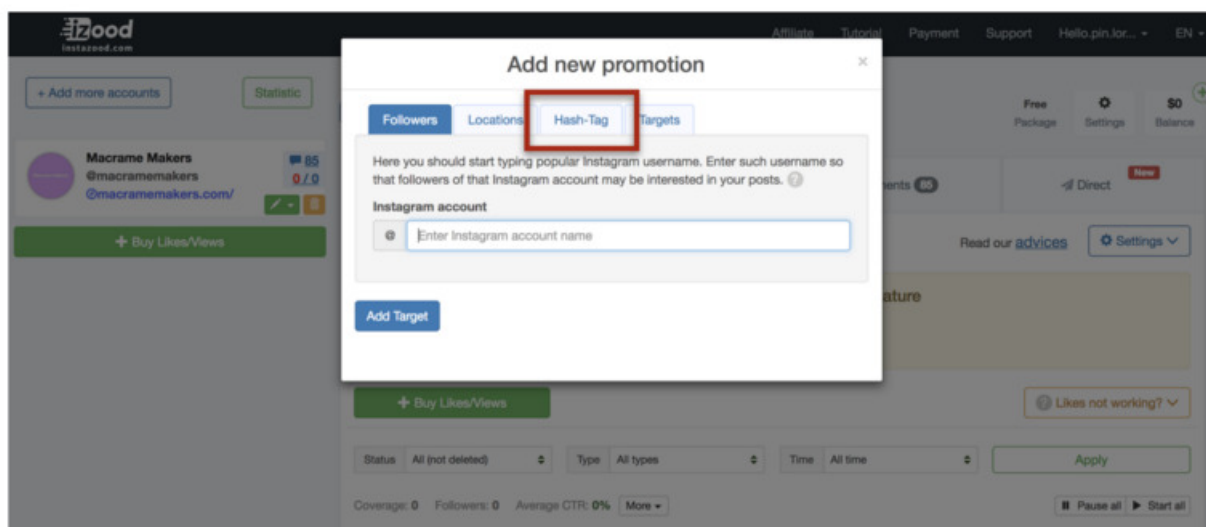 izood
instazood.com
Affiliate Tutorial Payment Support Hello.pin.lor... EN
+ Add more accounts
Statistic
Macrame Makers
@macramemakers
macramemakers.com/
85
0 / 0
+ Buy Likes/Views
Add new promotion
×
Followers Locations Hash-Tag Targets
Here you should start typing popular Instagram username. Enter such username so
that followers of that Instagram account may be interested in your posts. ?
Instagram account
@ Enter Instagram account name
Add Target
Free
Package
Settings
$0
Balance
ents 85
Direct
New
Read our advices
Settings
ature
+ Buy Likes/Views
? Likes not working?
Status All (not deleted) Type All types Time All time Apply
Coverage: 0 Followers: 0 Average CTR: 0% More
Pause all Start all